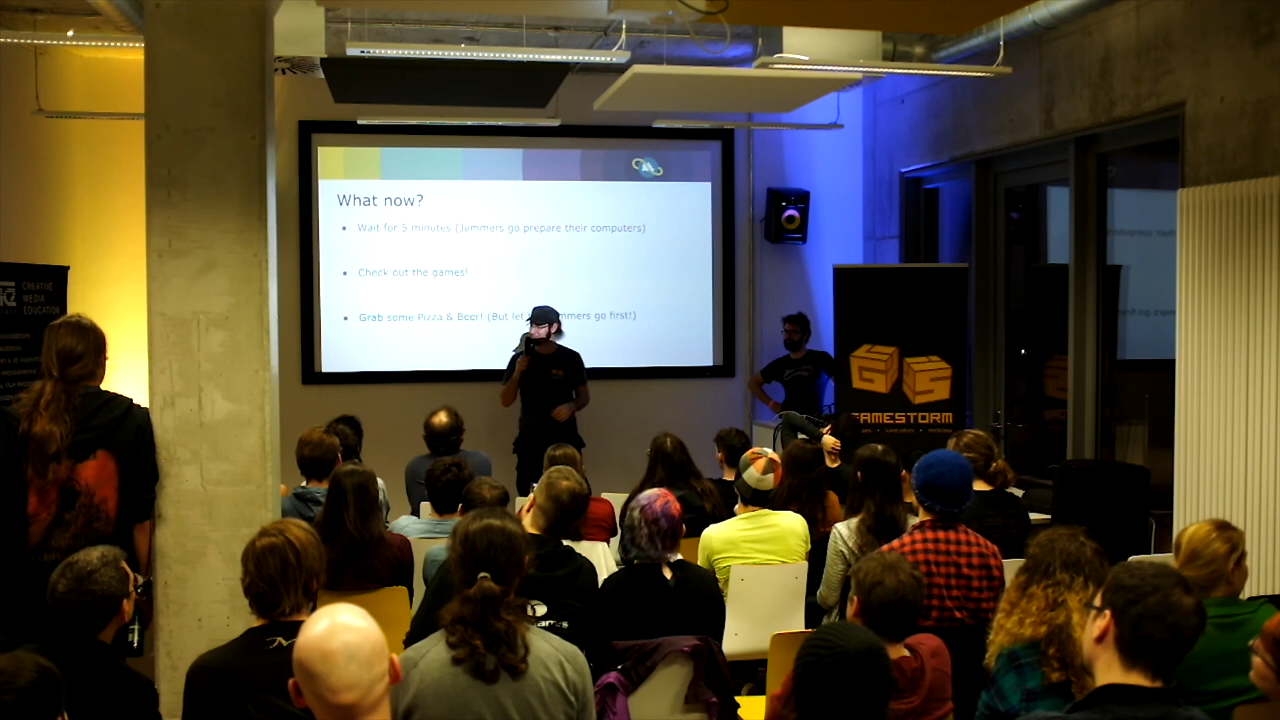 What now?
• Wait for 5 minutes (Jammers go prepare their computers)
• Check out the games!
• Grab some Pizza & Beer! (But let mmers go first!)
CREATIVE
MEDIA
EDUCATION
GS
GAMESTORM